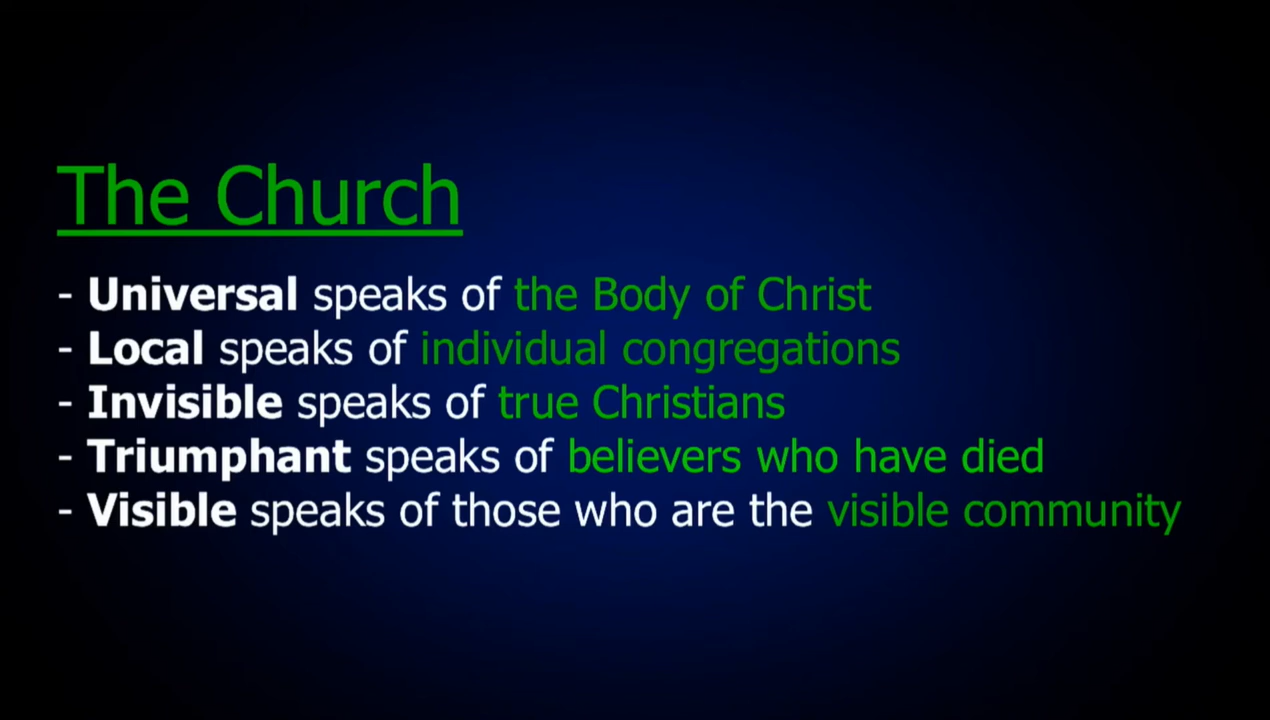 The Church
- Universal speaks of the Body of Christ
- Local speaks of individual congregations
- Invisible speaks of true Christians
- Triumphant speaks of believers who have died
- Visible speaks of those who are the visible community